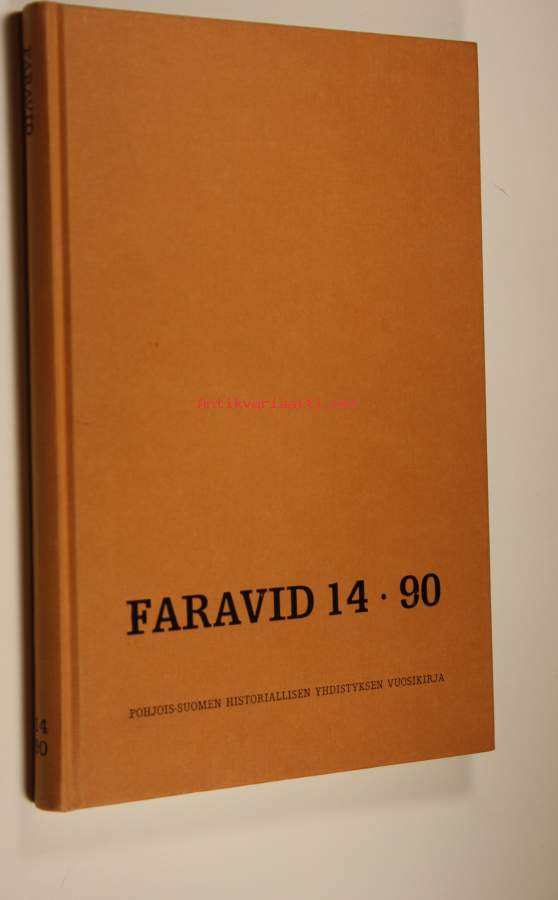 FARAVID
14
90
Antikvariaatti.net
FARAVID 14 · 90
POHJOIS-SUOMEN HISTORIALLISEN YHDISTYKSEN VUOSIKIRJA